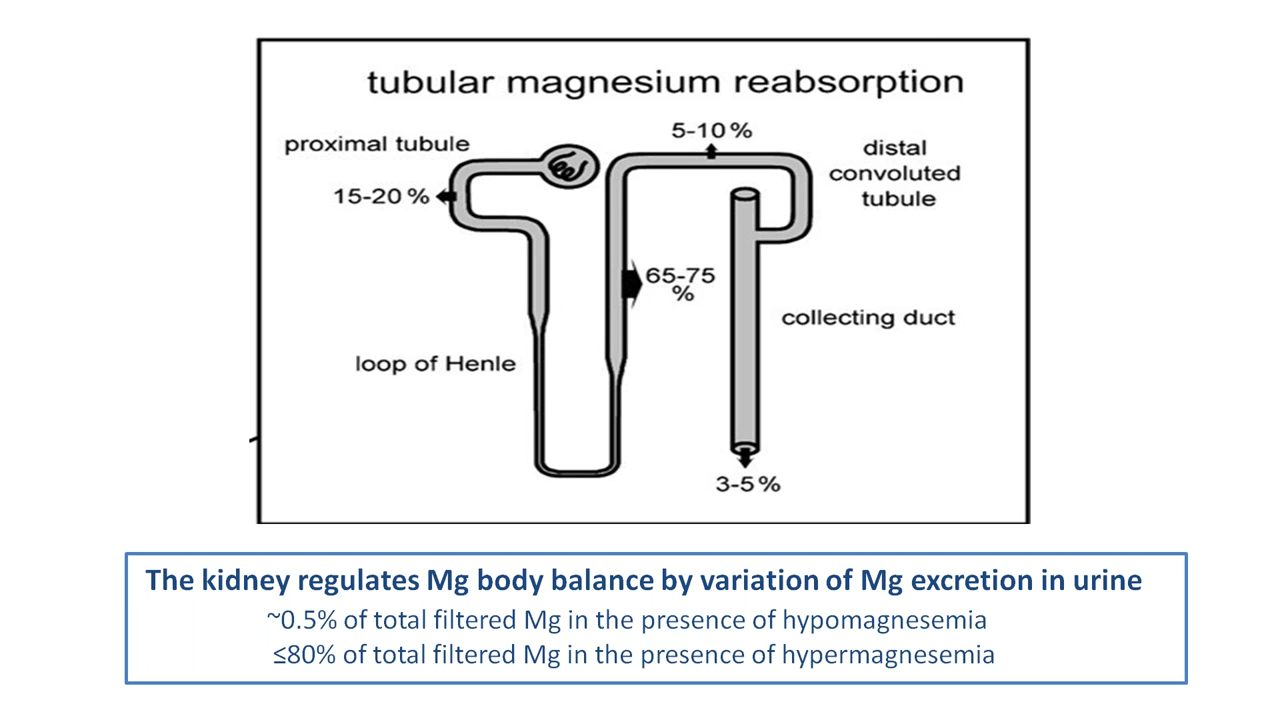 tubular magnesium reabsorption
proximal tubule
5-10 %
distal
convoluted
tubule
15-20 %
65-75
%
collecting duct
loop of Henle
3-5 %
The kidney regulates Mg body balance by variation of Mg excretion in urine
~0.5% of total filtered Mg in the presence of hypomagnesemia
≤80% of total filtered Mg in the presence of hypermagnesemia